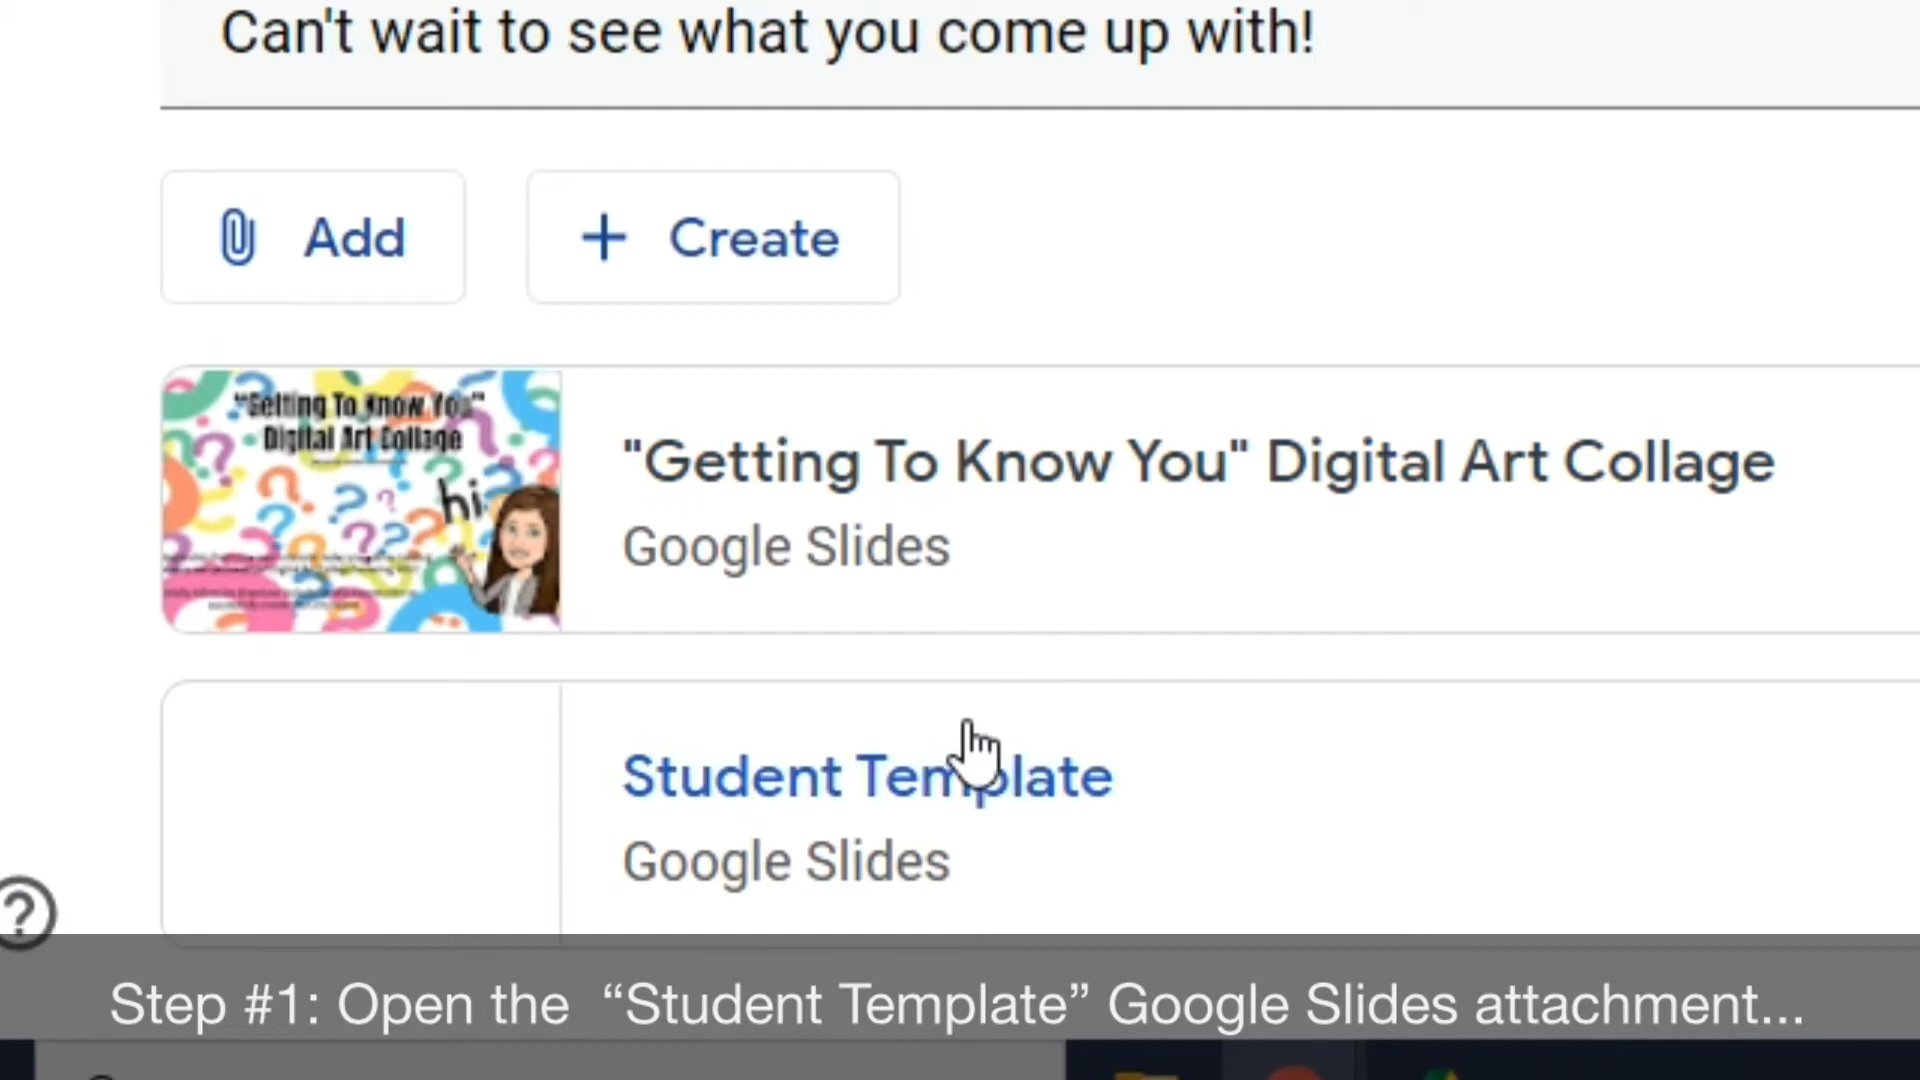 Can't wait to see what you come up with!
Add
Create
"Getting To Know You"
Digital Art Collage
hi
"Getting To Know You" Digital Art Collage
Google Slides
Student Template
Google Slides
?
Step #1: Open the “Student Template” Google Slides attachment...